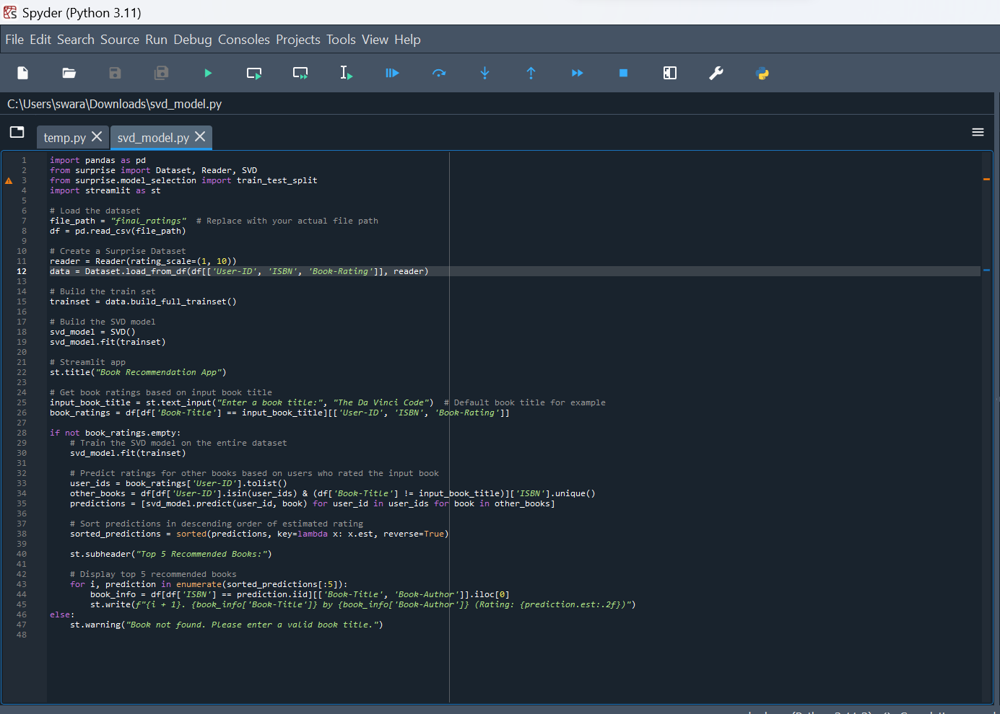 Spyder (Python 3.11)
File Edit Search Source Run Debug Consoles Projects Tools View Help
C:\Users\swara\Downloads\svd_model.py
temp.py svd_model.py
1 import pandas as pd
2 from surprise import Dataset, Reader, SVD
3 from surprise.model_selection import train_test_split
4 import streamlit as st
5
6 # Load the dataset
7 file_path = "final_ratings"  # Replace with your actual file path
8 df = pd.read_csv(file_path)
9
10 # Create a Surprise Dataset
11 reader = Reader(rating_scale=(1, 10))
12 data = Dataset.load_from_df(df[['User-ID', 'ISBN', 'Book-Rating']], reader)
13
14 # Build the train set
15 trainset = data.build_full_trainset()
16
17 # Build the SVD model
18 svd_model = SVD()
19 svd_model.fit(trainset)
20
21 # Streamlit app
22 st.title("Book Recommendation App")
23
24 # Get book ratings based on input book title
25 input_book_title = st.text_input("Enter a book title:", "The Da Vinci Code")  # Default book title for example
26 book_ratings = df[df['Book-Title'] == input_book_title][['User-ID', 'ISBN', 'Book-Rating']]
27
28 if not book_ratings.empty:
29     # Train the SVD model on the entire dataset
30     svd_model.fit(trainset)
31
32     # Predict ratings for other books based on users who rated the input book
33     user_ids = book_ratings['User-ID'].tolist()
34     other_books = df[df['User-ID'].isin(user_ids) & (df['Book-Title'] != input_book_title)]['ISBN'].unique()
35     predictions = [svd_model.predict(user_id, book) for user_id in user_ids for book in other_books]
36
37     # Sort predictions in descending order of estimated rating
38     sorted_predictions = sorted(predictions, key=lambda x: x.est, reverse=True)
39
40     st.subheader("Top 5 Recommended Books:")
41
42     # Display top 5 recommended books
43     for i, prediction in enumerate(sorted_predictions[:5]):
44         book_info = df[df['ISBN'] == prediction.iid][['Book-Title', 'Book-Author']].iloc[0]
45         st.write(f"{i + 1}. {book_info['Book-Title']} by {book_info['Book-Author']} (Rating: {prediction.est:.2f})")
46 else:
47     st.warning("Book not found. Please enter a valid book title.")
48